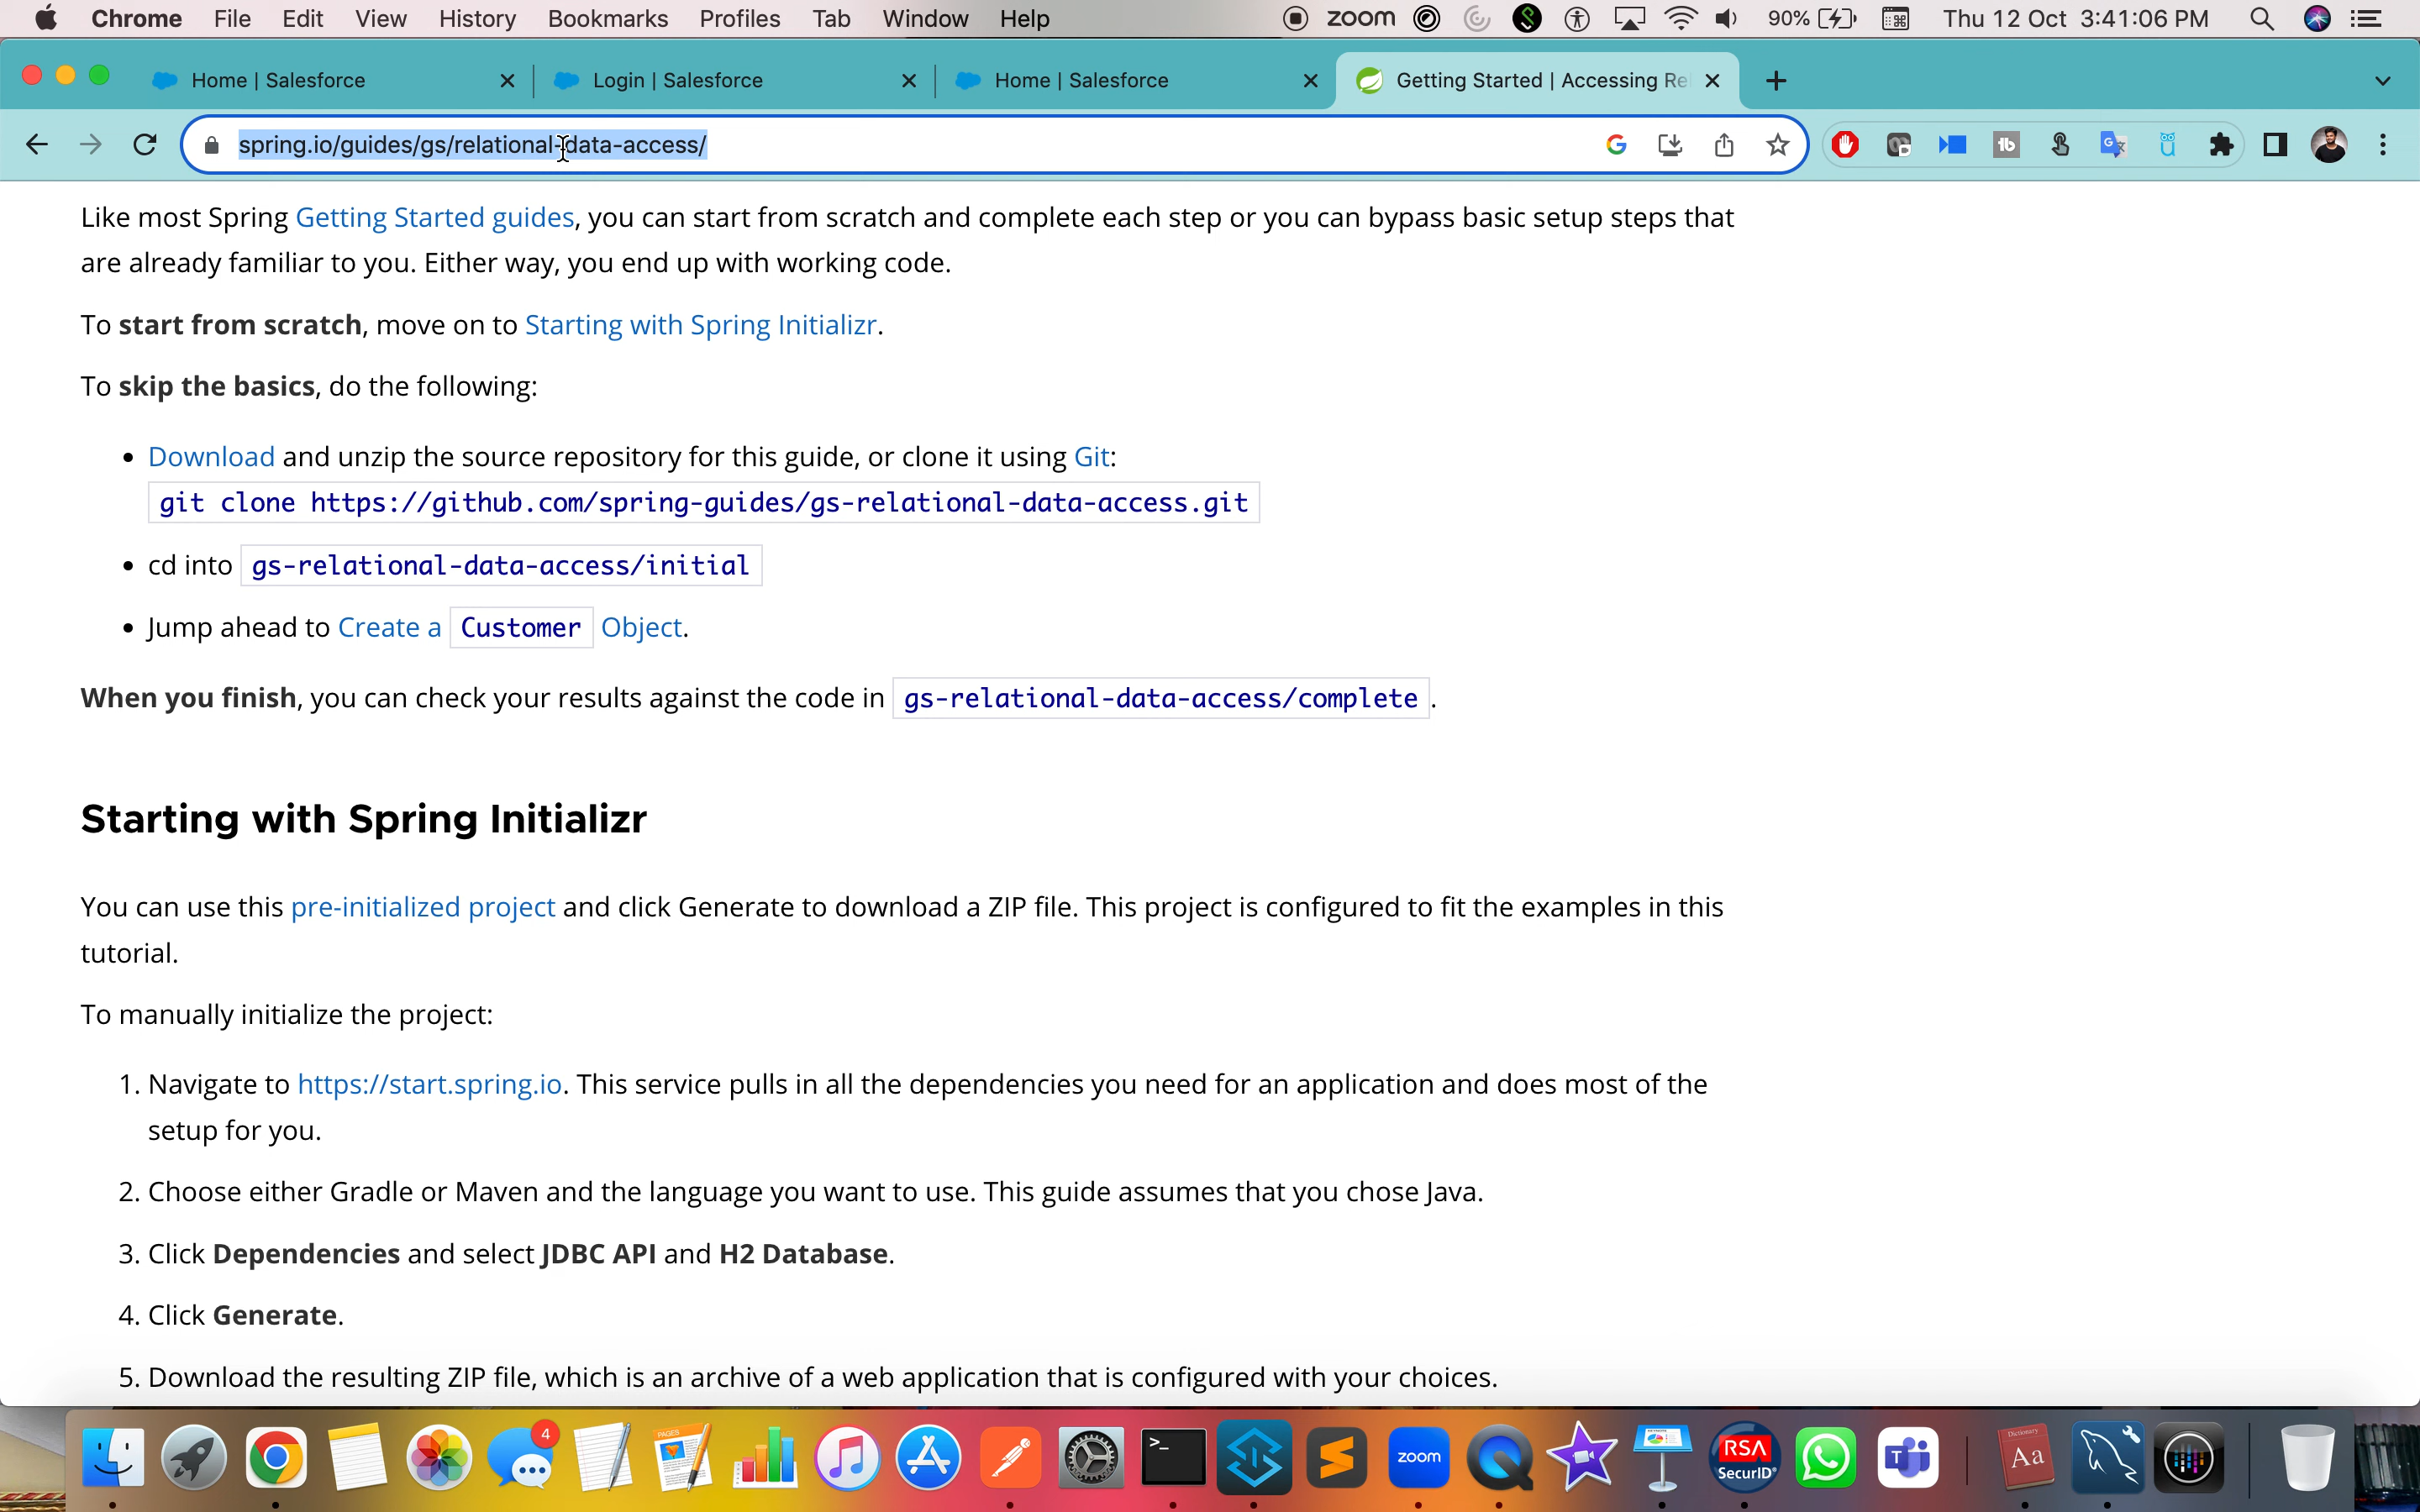 Chrome File Edit View History Bookmarks Profiles Tab Window Help zoom 90% Thu 12 Oct 3:41:06 PM
Home | Salesforce Login | Salesforce Home | Salesforce Getting Started | Accessing Re
spring.io/guides/gs/relational-data-access/
Like most Spring Getting Started guides, you can start from scratch and complete each step or you can bypass basic setup steps that
are already familiar to you. Either way, you end up with working code.
To start from scratch, move on to Starting with Spring Initializr.
To skip the basics, do the following:
• Download and unzip the source repository for this guide, or clone it using Git:
git clone https://github.com/spring-guides/gs-relational-data-access.git
• cd into gs-relational-data-access/initial
• Jump ahead to Create a Customer Object.
When you finish, you can check your results against the code in gs-relational-data-access/complete .
Starting with Spring Initializr
You can use this pre-initialized project and click Generate to download a ZIP file. This project is configured to fit the examples in this
tutorial.
To manually initialize the project:
1. Navigate to https://start.spring.io. This service pulls in all the dependencies you need for an application and does most of the
setup for you.
2. Choose either Gradle or Maven and the language you want to use. This guide assumes that you chose Java.
3. Click Dependencies and select JDBC API and H2 Database.
4. Click Generate.
5. Download the resulting ZIP file, which is an archive of a web application that is configured with your choices.
4
PAGES
>_
zoom
RSA
SecurID
T
Dictionary
Aa